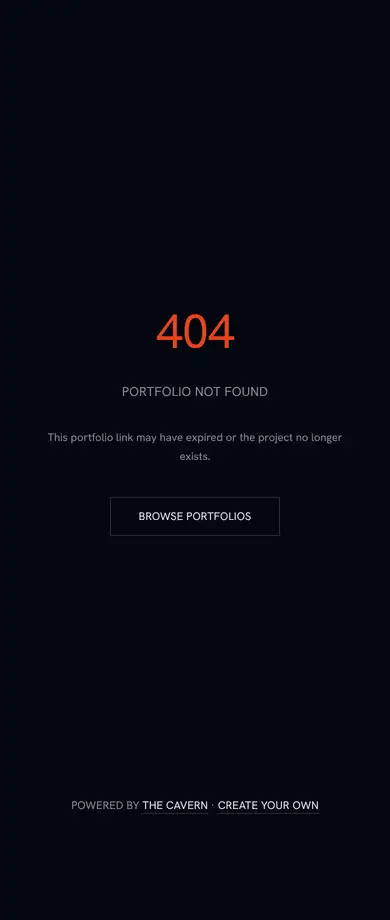 404
PORTFOLIO NOT FOUND
This portfolio link may have expired or the project no longer
exists.
BROWSE PORTFOLIOS
POWERED BY THE CAVERN · CREATE YOUR OWN